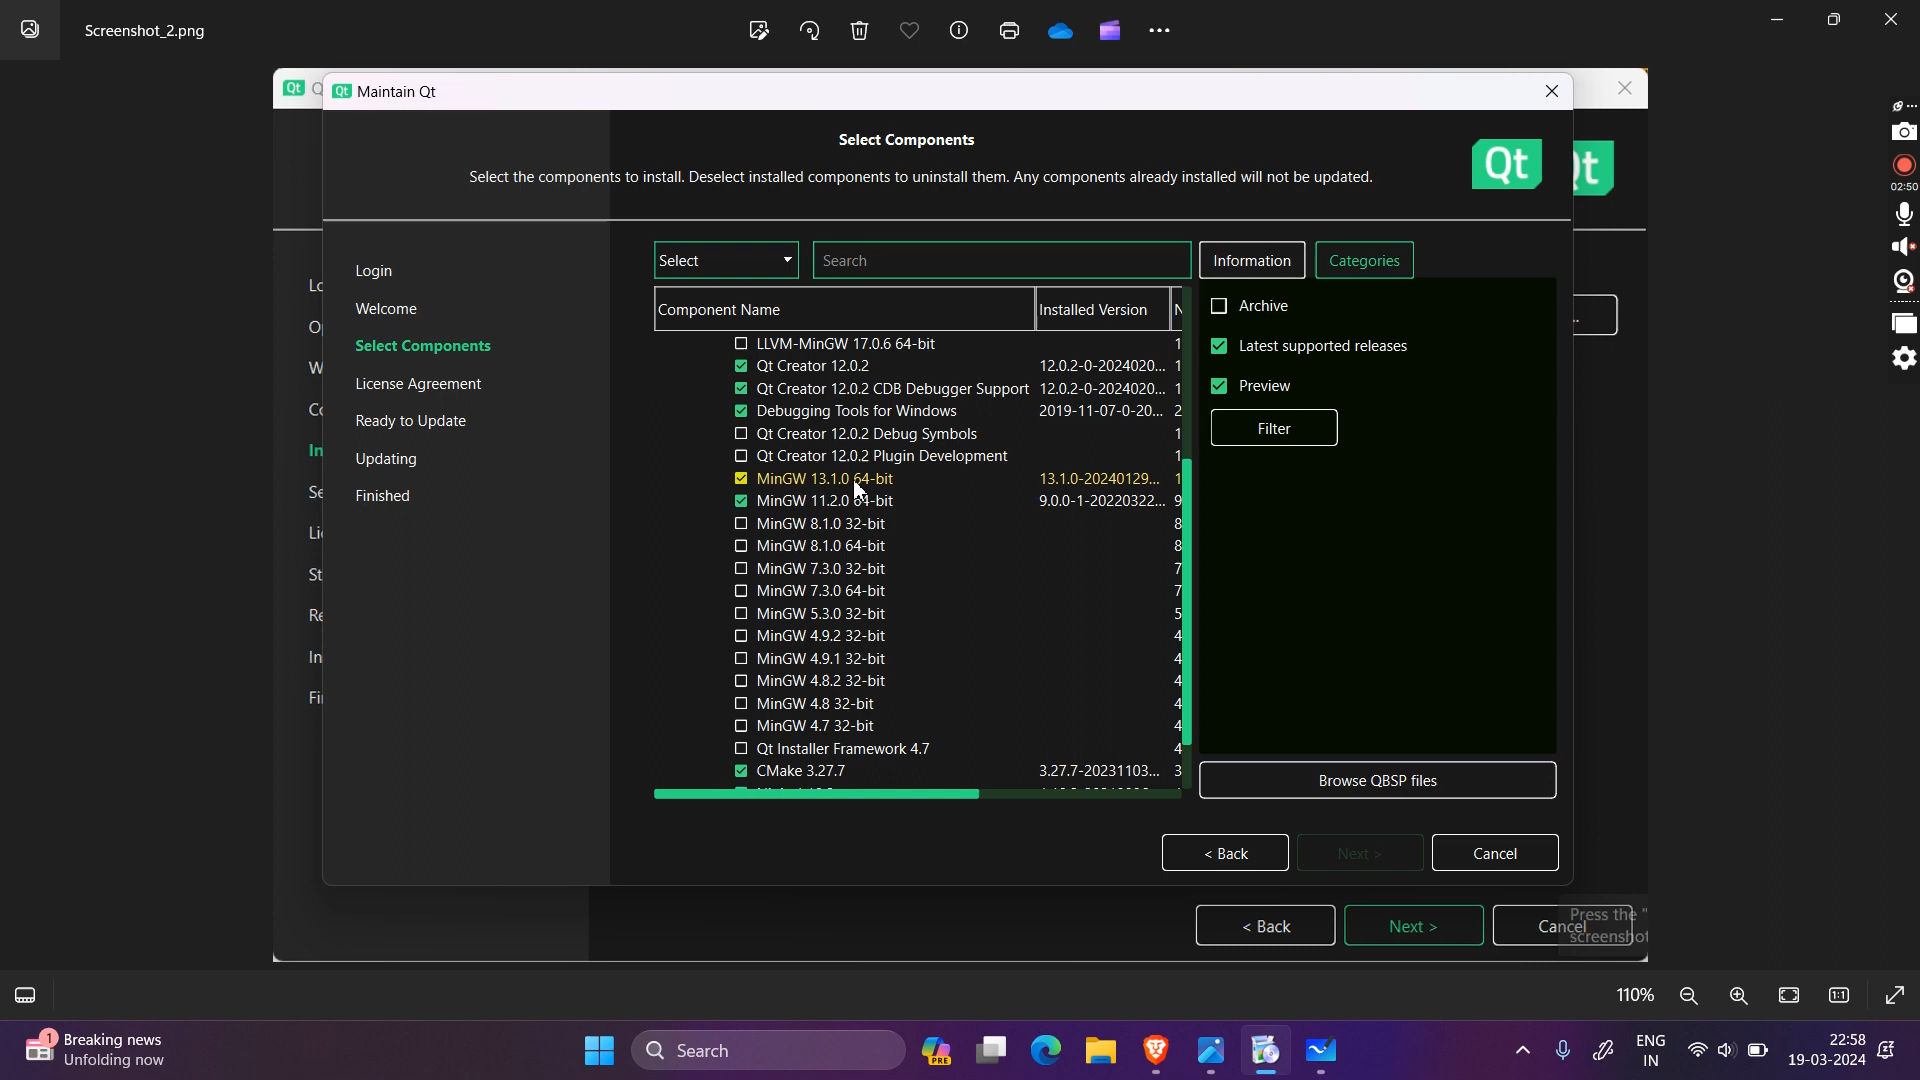 Screenshot_2.png
Qt
Qt Maintain Qt
Select Components
Select the components to install. Deselect installed components to uninstall them. Any components already installed will not be updated.
Qt
Login
Welcome
Select Components
License Agreement
Ready to Update
Updating
Finished
Select
Search
Information
Categories
Component Name
Installed Version
LLVM-MinGW 17.0.6 64-bit
Qt Creator 12.0.2 12.0.2-0-2024020...
Qt Creator 12.0.2 CDB Debugger Support 12.0.2-0-2024020...
Debugging Tools for Windows 2019-11-07-0-20...
Qt Creator 12.0.2 Debug Symbols
Qt Creator 12.0.2 Plugin Development
MinGW 13.1.0 64-bit 13.1.0-20240129...
MinGW 11.2.0 64-bit 9.0.0-1-20220322...
MinGW 8.1.0 32-bit
MinGW 8.1.0 64-bit
MinGW 7.3.0 32-bit
MinGW 7.3.0 64-bit
MinGW 5.3.0 32-bit
MinGW 4.9.2 32-bit
MinGW 4.9.1 32-bit
MinGW 4.8.2 32-bit
MinGW 4.8 32-bit
MinGW 4.7 32-bit
Qt Installer Framework 4.7
CMake 3.27.7 3.27.7-20231103...
Archive
Latest supported releases
Preview
Filter
Browse QBSP files
< Back
Next >
Cancel
< Back
Next >
Cancel
Press the "
screenshot
02:50
110%
1:1
1
Breaking news
Unfolding now
Search
PRE
ENG
IN
22:58
19-03-2024